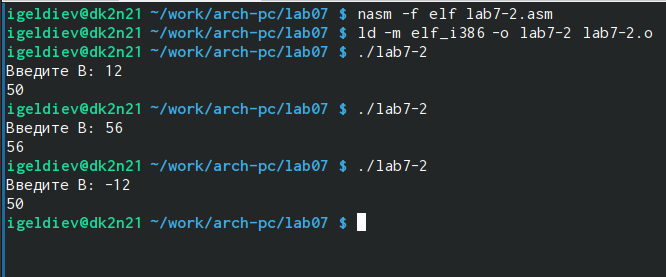 igeldiev@dk2n21 ~/work/arch-pc/lab07 $ nasm -f elf lab7-2.asm
igeldiev@dk2n21 ~/work/arch-pc/lab07 $ ld -m elf_i386 -o lab7-2 lab7-2.o
igeldiev@dk2n21 ~/work/arch-pc/lab07 $ ./lab7-2
Введите B: 12
50
igeldiev@dk2n21 ~/work/arch-pc/lab07 $ ./lab7-2
Введите B: 56
56
igeldiev@dk2n21 ~/work/arch-pc/lab07 $ ./lab7-2
Введите B: -12
50
igeldiev@dk2n21 ~/work/arch-pc/lab07 $